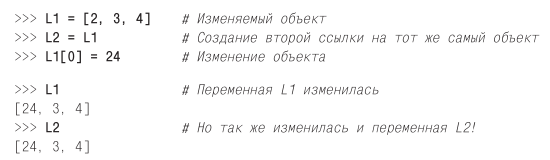 >>> L1 = [2, 3, 4] # Изменяемый объект
>>> L2 = L1 # Создание второй ссылки на тот же самый объект
>>> L1[0] = 24 # Изменение объекта
>>> L1 # Переменная L1 изменилась
[24, 3, 4]
>>> L2 # Но так же изменилась и переменная L2!
[24, 3, 4]